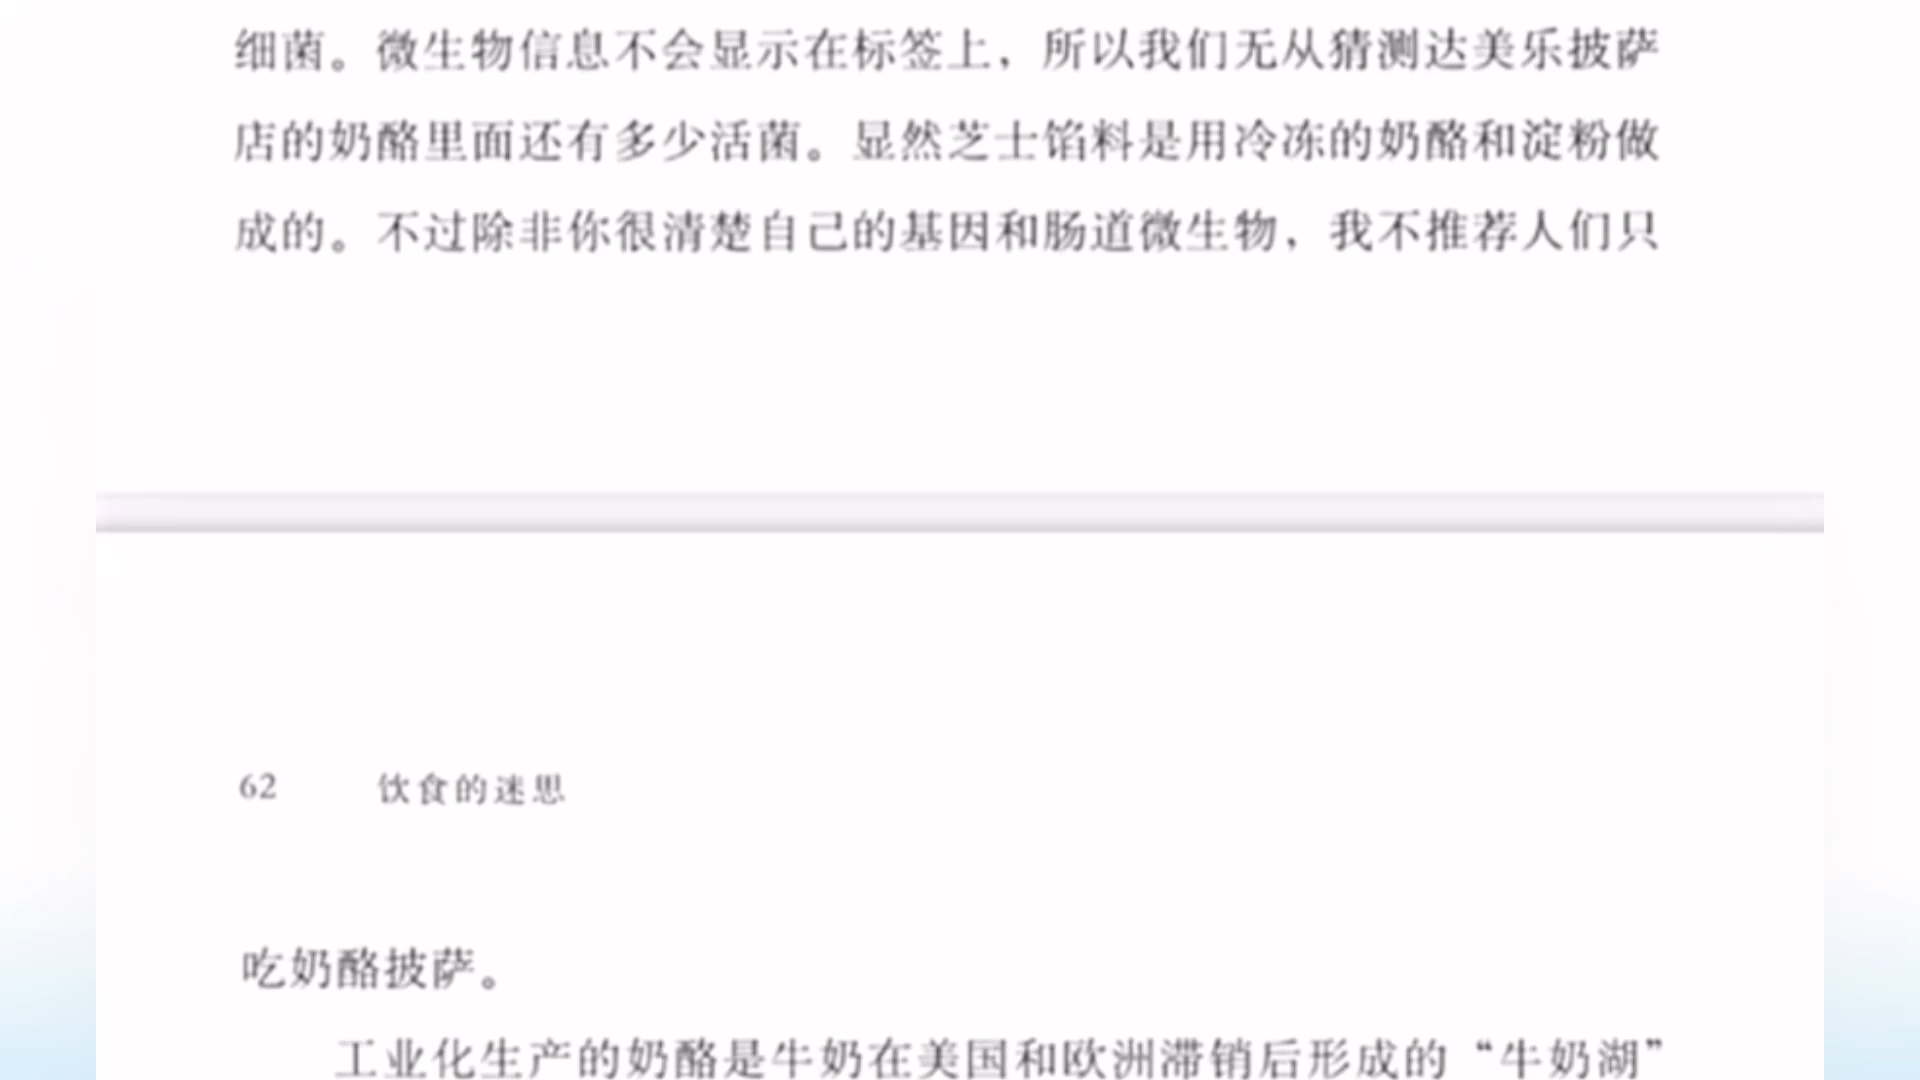 细菌。微生物信息不会显示在标签上，所以我们无从猜测达美乐披萨
店的奶酪里面还有多少活菌。显然芝士馅料是用冷冻的奶酪和淀粉做
成的。不过除非你很清楚自己的基因和肠道微生物，我不推荐人们只
62 饮食的迷思
吃奶酪披萨。
工业化生产的奶酪是牛奶在美国和欧洲滞销后形成的“牛奶湖”